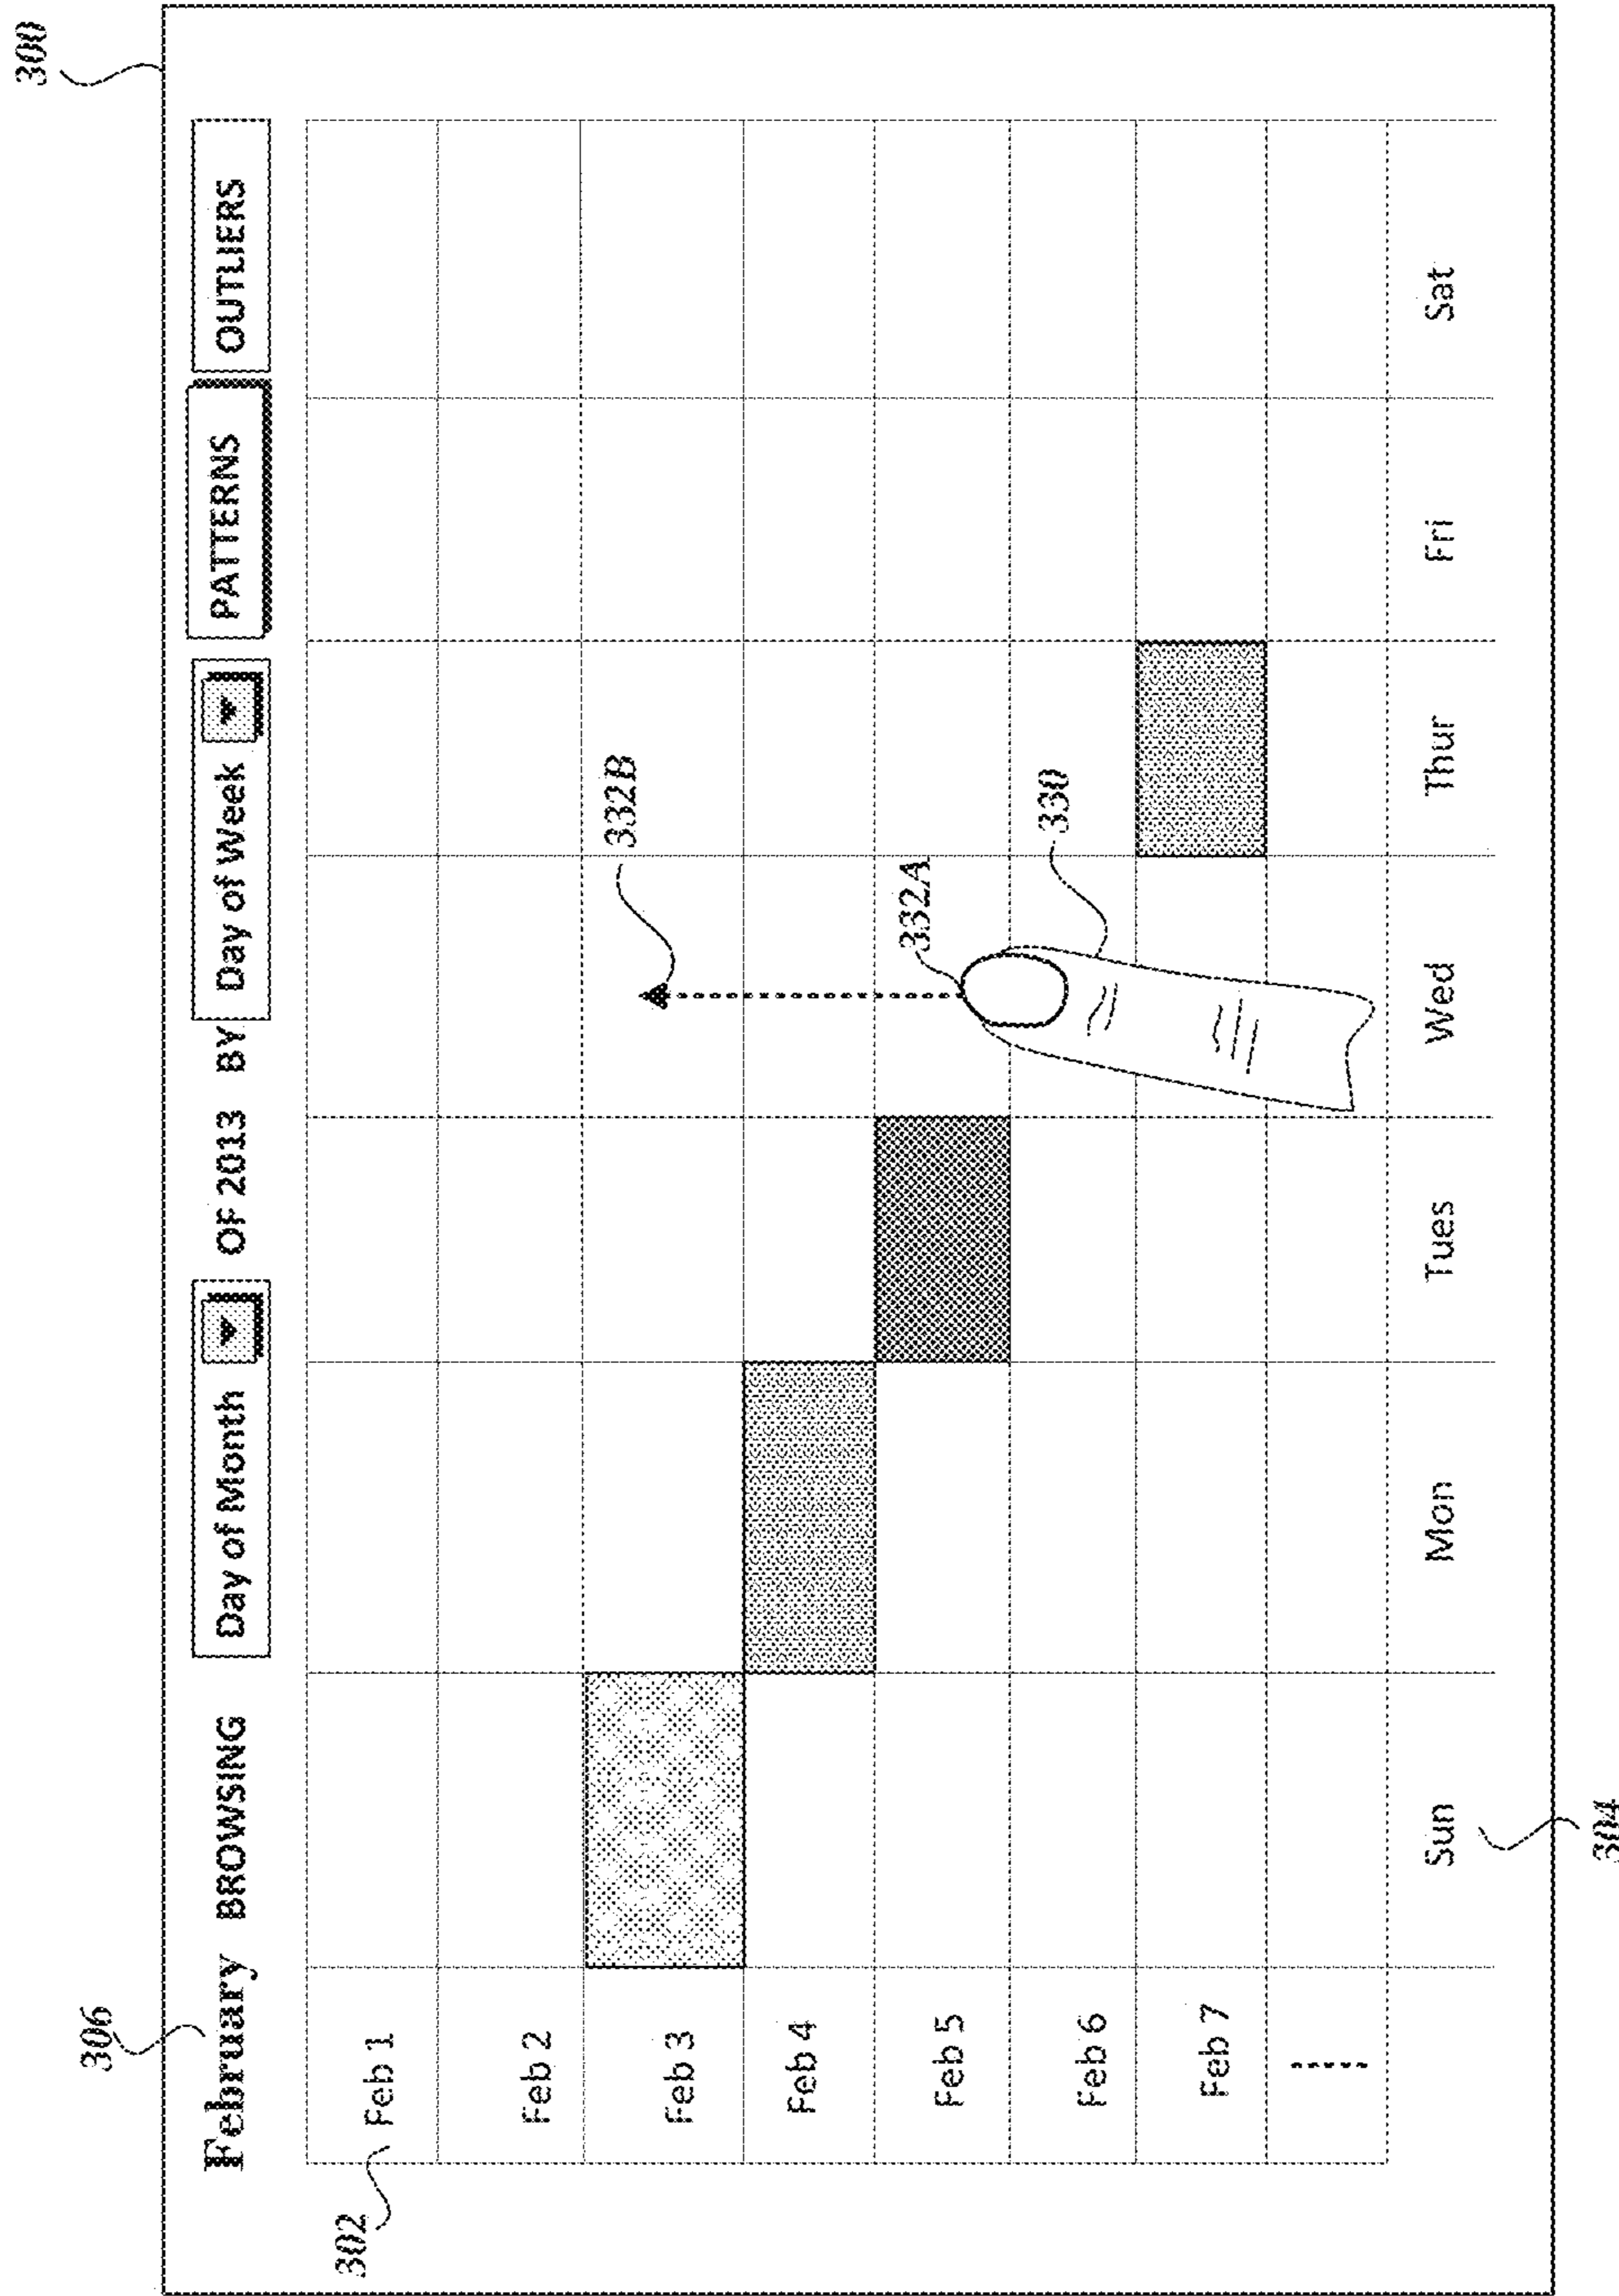 300
306
February BROWSING Day of Month OF 2013 BY Day of Week PATTERNS OUTLIERS
302
Feb 1
Feb 2
Feb 3
332B
Feb 4
Feb 5
332A
Feb 6
330
Feb 7
Sun Mon Tues Wed Thur Fri Sat
304